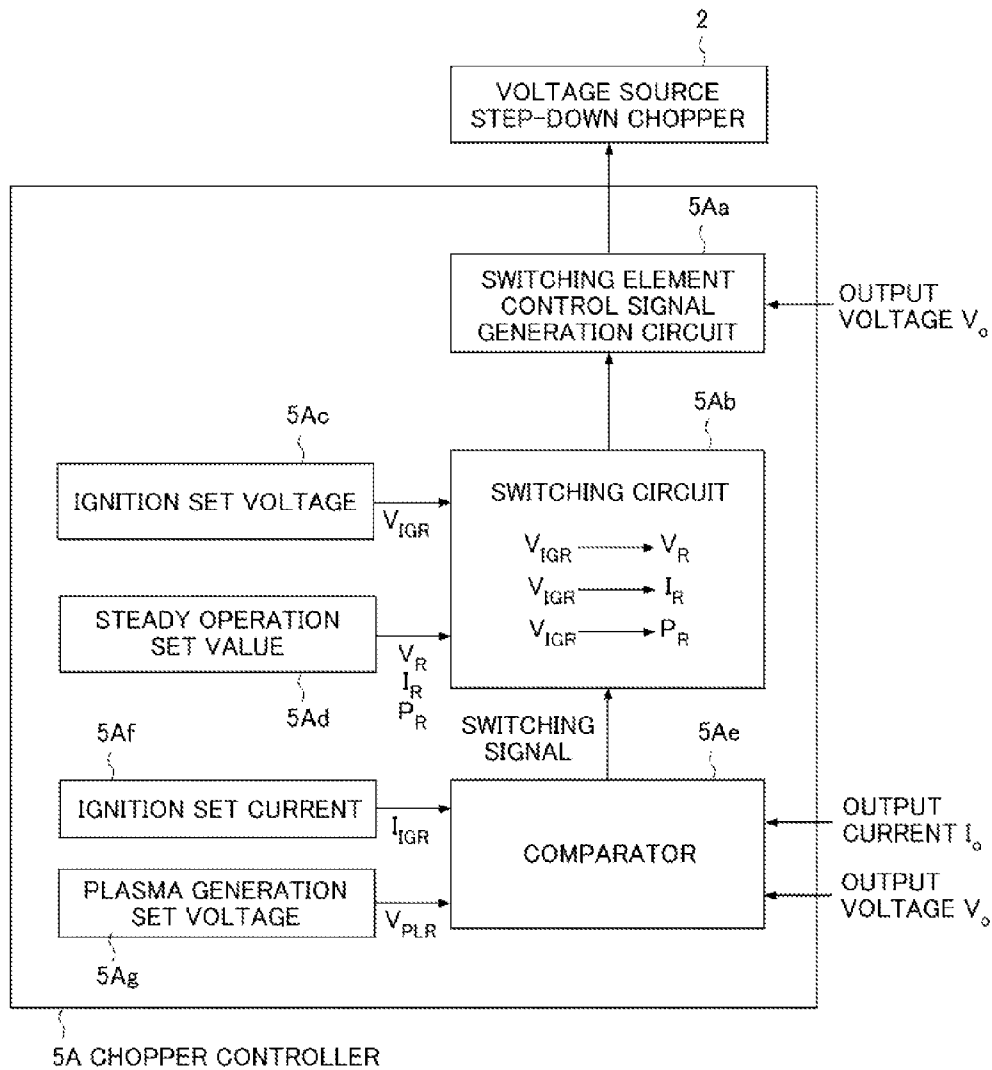 2
VOLTAGE SOURCE
STEP-DOWN CHOPPER
5Aa
SWITCHING ELEMENT
CONTROL SIGNAL
GENERATION CIRCUIT
OUTPUT
VOLTAGE Vo
5Ac
5Ab
IGNITION SET VOLTAGE
VIGR
SWITCHING CIRCUIT
VIGR VR
VIGR IR
VIGR PR
STEADY OPERATION
SET VALUE
VR
IR
PR
5Ad
SWITCHING
SIGNAL
5Af
5Ae
IGNITION SET CURRENT
IIGR
COMPARATOR
OUTPUT
CURRENT Io
PLASMA GENERATION
SET VOLTAGE
VPLR
OUTPUT
VOLTAGE Vo
5Ag
5A CHOPPER CONTROLLER